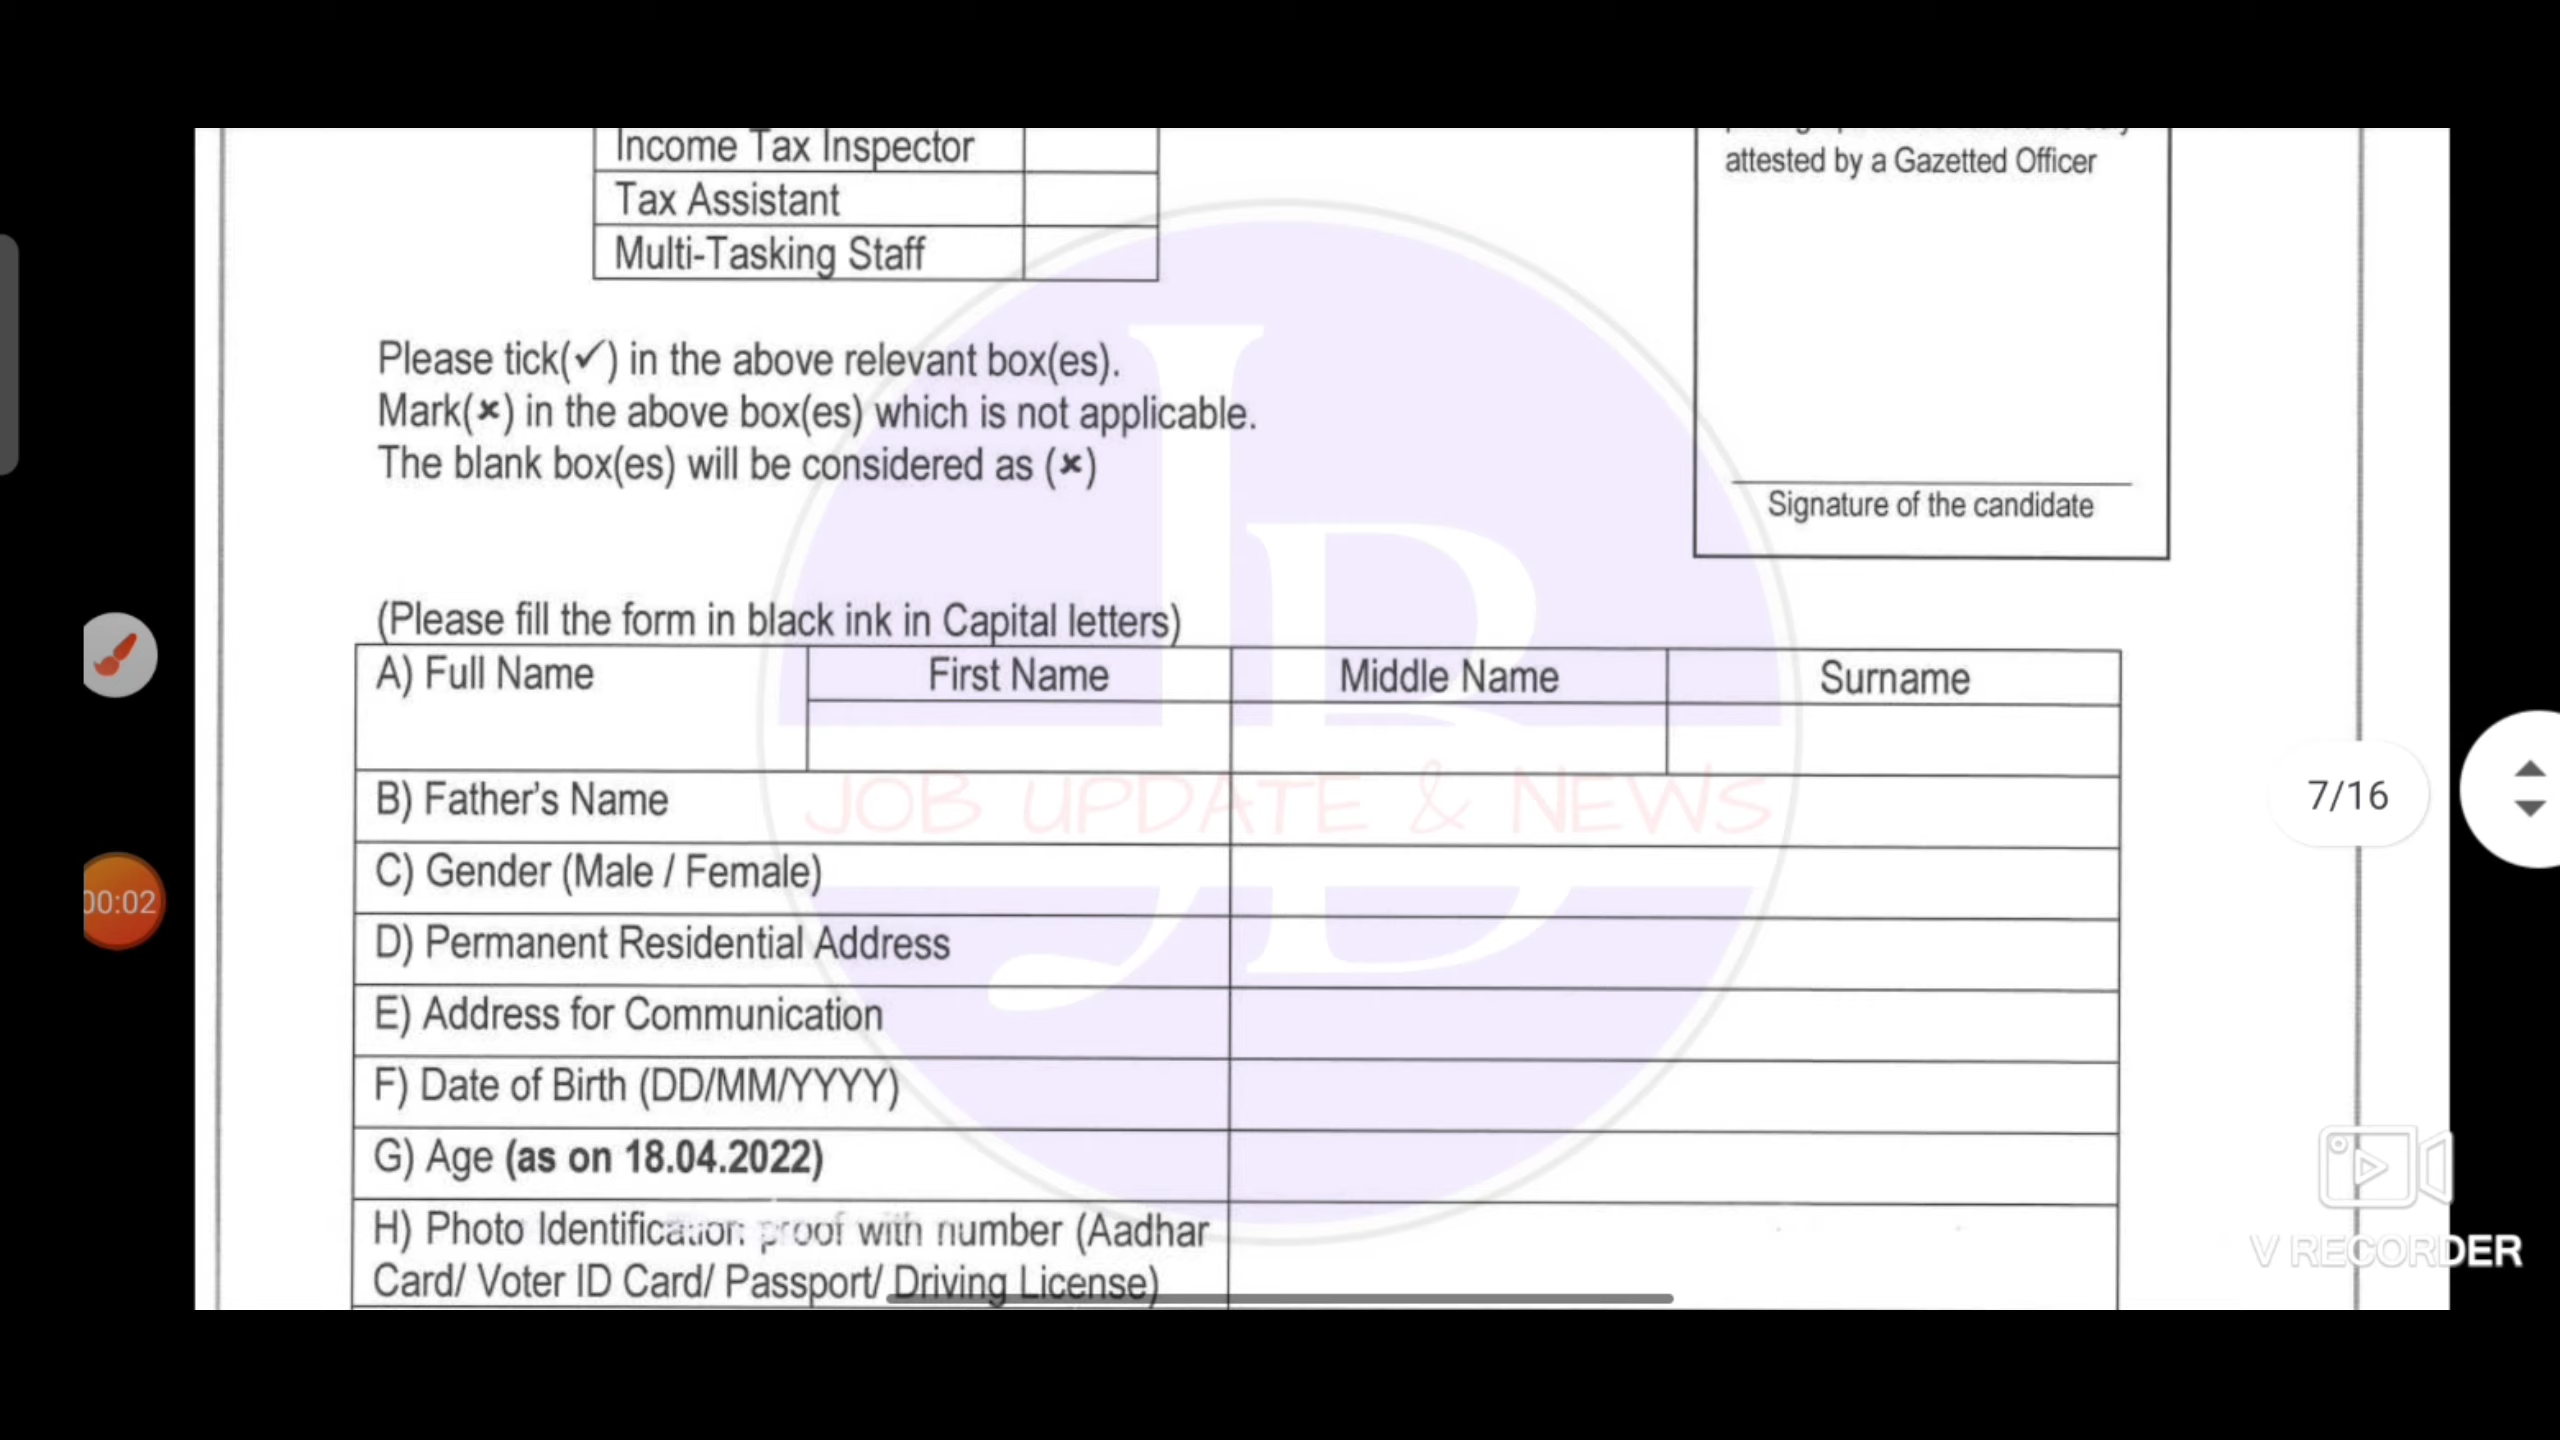 Income Tax Inspector
attested by a Gazetted Officer
Tax Assistant
Multi-Tasking Staff
Please tick(✓) in the above relevant box(es).
Mark(×) in the above box(es) which is not applicable.
The blank box(es) will be considered as (×)
Signature of the candidate
(Please fill the form in black ink in Capital letters)
A) Full Name First Name Middle Name Surname
B) Father's Name
JOB UPDATE & NEWS
7/16
C) Gender (Male / Female)
00:02
D) Permanent Residential Address
E) Address for Communication
F) Date of Birth (DD/MM/YYYY)
G) Age (as on 18.04.2022)
H) Photo Identification proof with number (Aadhar
Card/ Voter ID Card/ Passport/ Driving License)
V RECORDER
JB